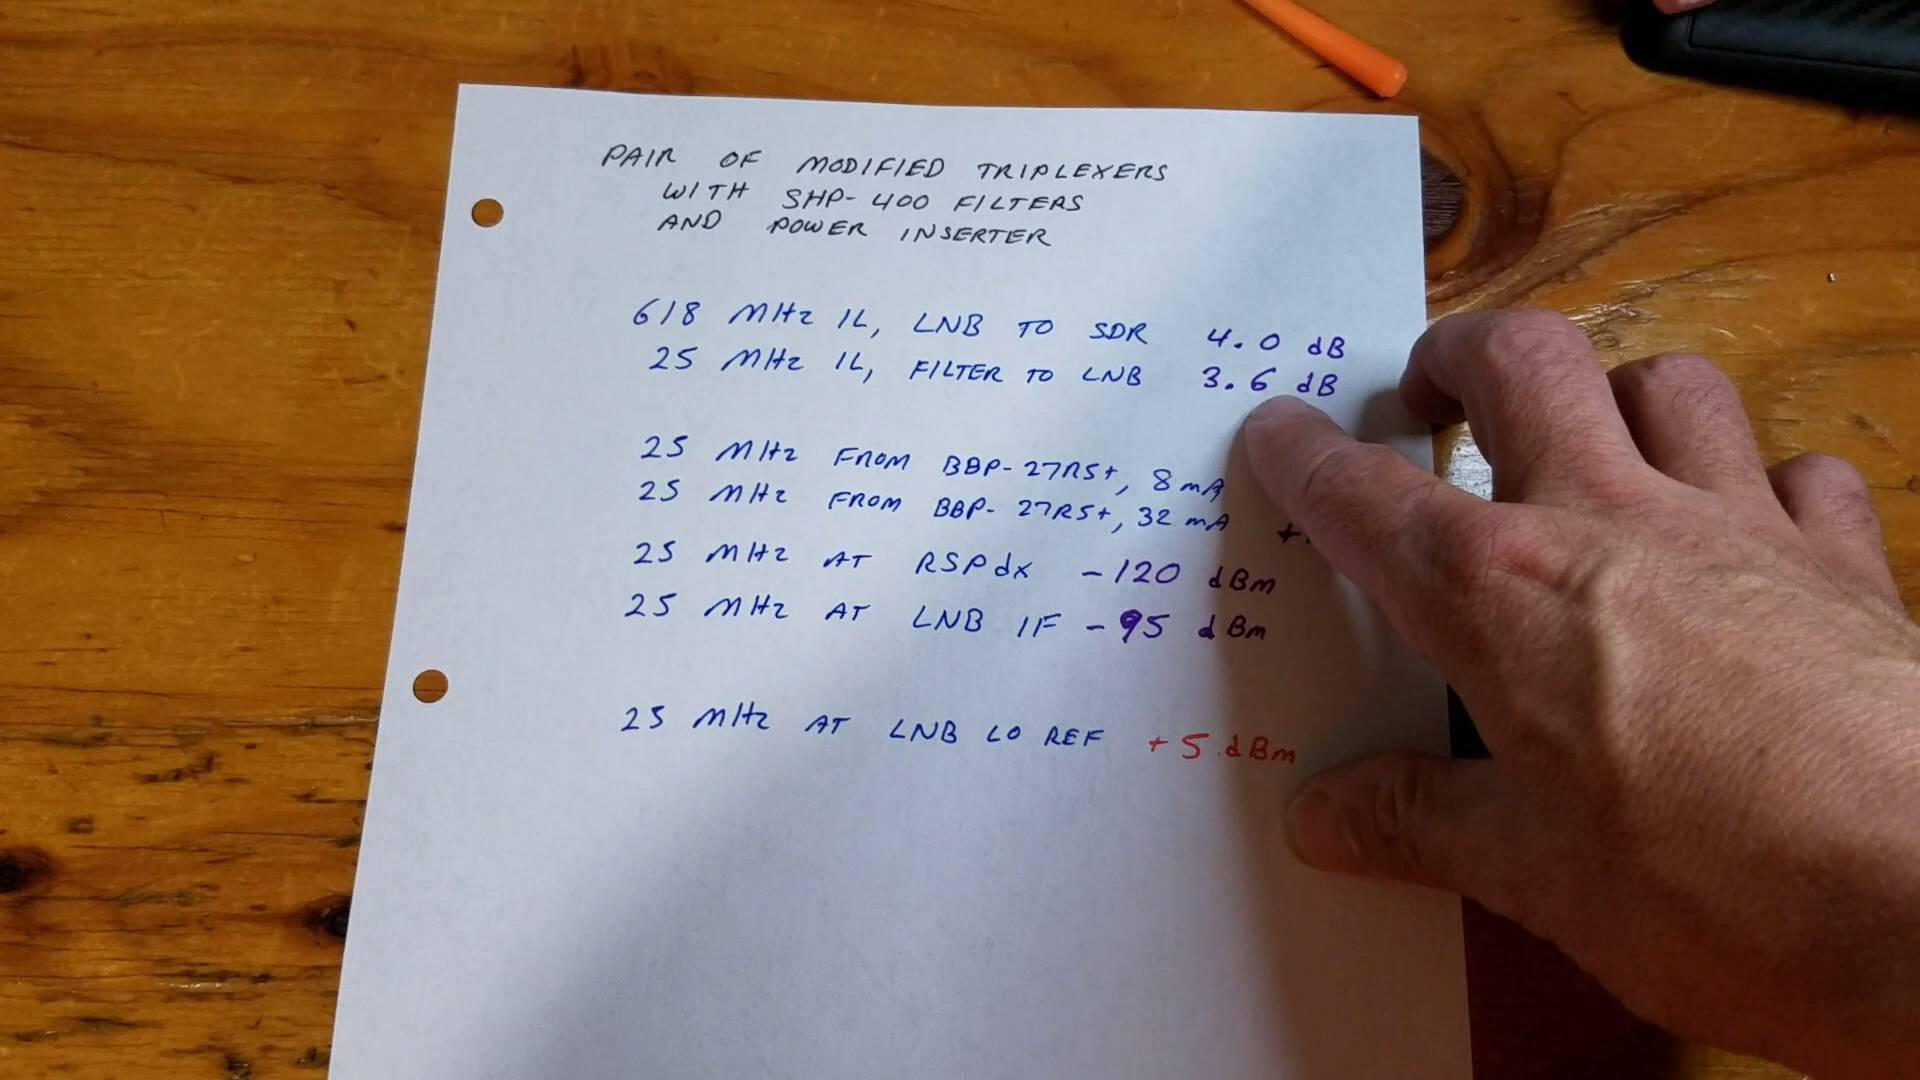 PAIR OF MODIFIED TRIPLEXERS
WITH SHP-400 FILTERS
AND POWER INSERTER
618 MHz IL, LNB TO SDR 4.0 dB
25 MHz IL, FILTER TO LNB 3.6 dB
25 MHz FROM BBP-27RS+, 8 mA
25 MHz FROM BBP-27RS+, 32 mA +
25 MHz AT RSPdx -120 dBm
25 MHz AT LNB IF -95 dBm
25 MHz AT LNB LO REF +5 dBm